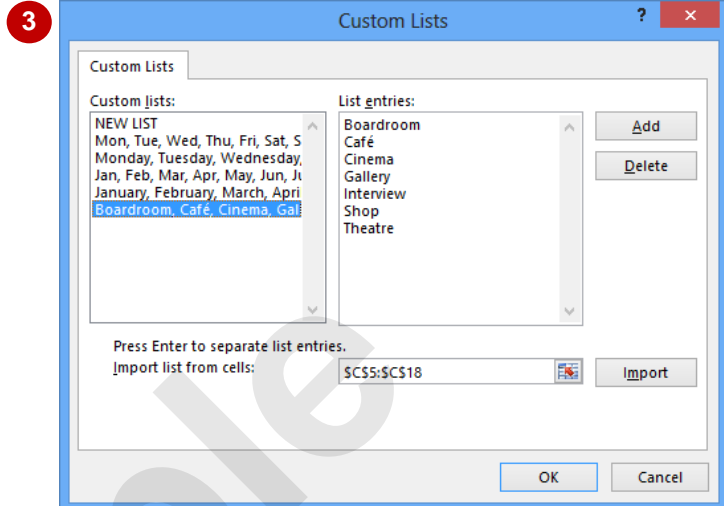 3
Custom Lists
?
×
Custom Lists
Custom lists:
NEW LIST
Mon, Tue, Wed, Thu, Fri, Sat, S
Monday, Tuesday, Wednesday,
Jan, Feb, Mar, Apr, May, Jun, Ju
January, February, March, Apri
Boardroom, Café, Cinema, Gal
List entries:
Boardroom
Café
Cinema
Gallery
Interview
Shop
Theatre
Add
Delete
Press Enter to separate list entries.
Import list from cells:
$C$5:$C$18
Import
OK
Cancel
ple